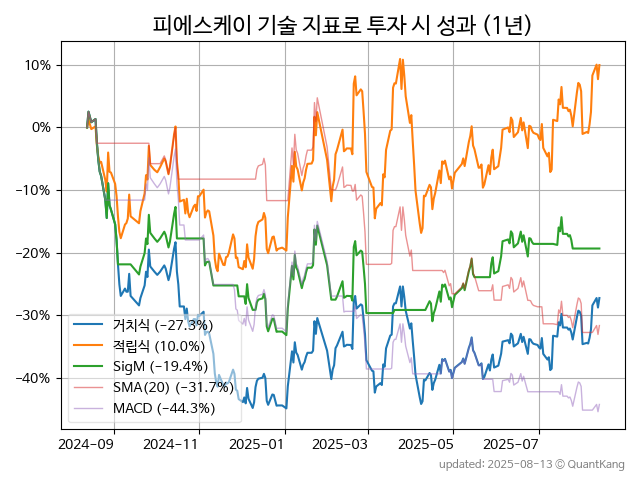 피에스케이 기술 지표로 투자 시 성과 (1년)
10%
0%
−10%
−20%
−30%
−40%
거치식 (−27.3%)
적립식 (10.0%)
SigM (−19.4%)
SMA(20) (−31.7%)
MACD (−44.3%)
2024-09
2024-11
2025-01
2025-03
2025-05
2025-07
updated: 2025-08-13 © QuantKang